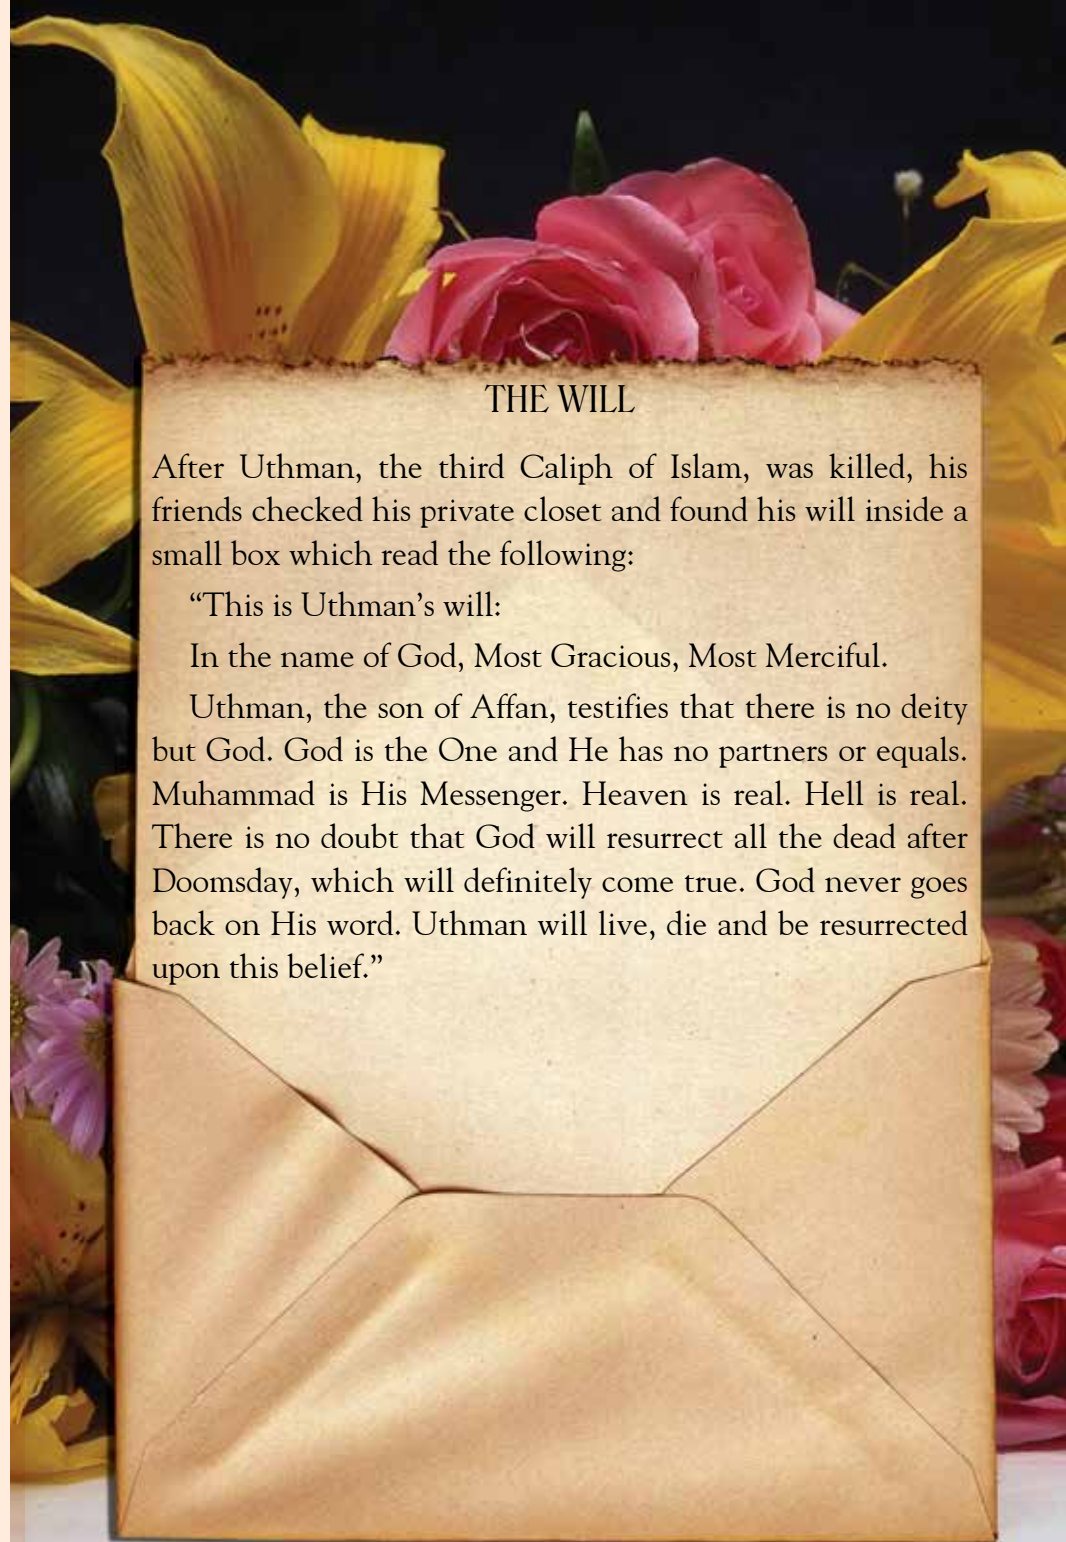 THE WILL
After Uthman, the third Caliph of Islam, was killed, his
friends checked his private closet and found his will inside a
small box which read the following:
“This is Uthman’s will:
In the name of God, Most Gracious, Most Merciful.
Uthman, the son of Affan, testifies that there is no deity
but God. God is the One and He has no partners or equals.
Muhammad is His Messenger. Heaven is real. Hell is real.
There is no doubt that God will resurrect all the dead after
Doomsday, which will definitely come true. God never goes
back on His word. Uthman will live, die and be resurrected
upon this belief.”